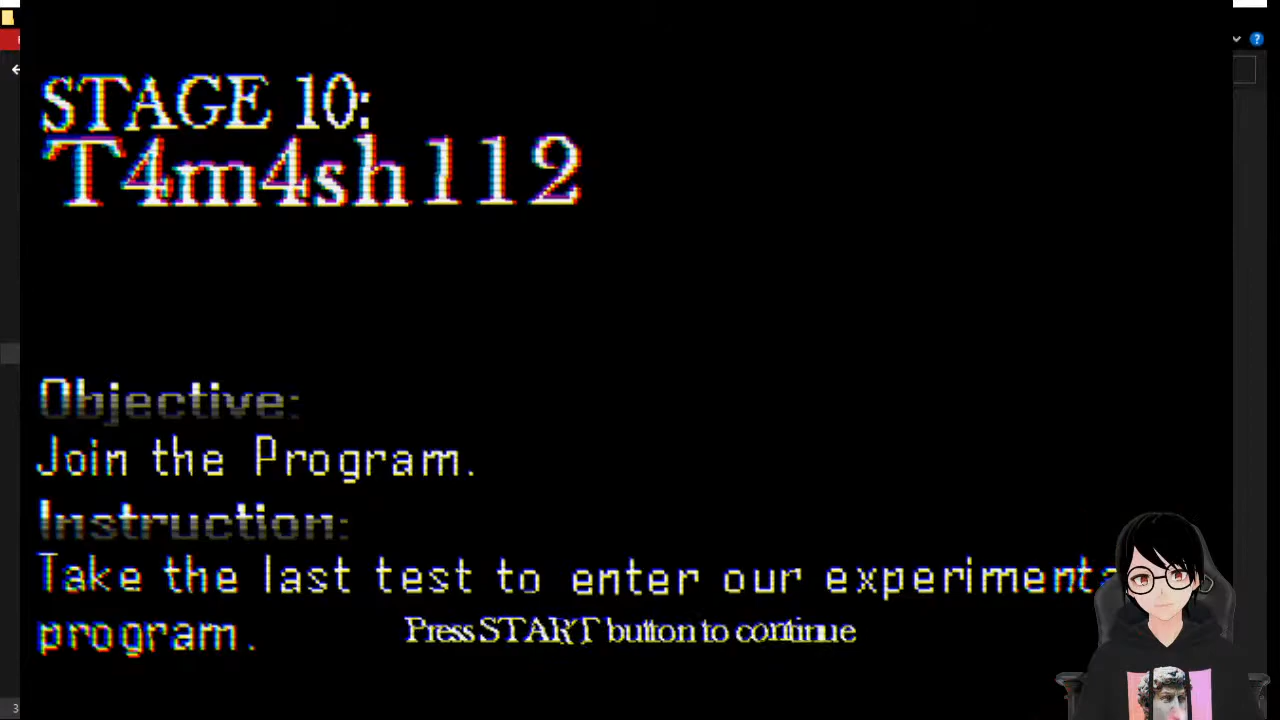 STAGE 10:
T4m4sh112
Objective:
Join the Program.
Instruction:
Take the last test to enter our
program.
Press START button to continue
?
3